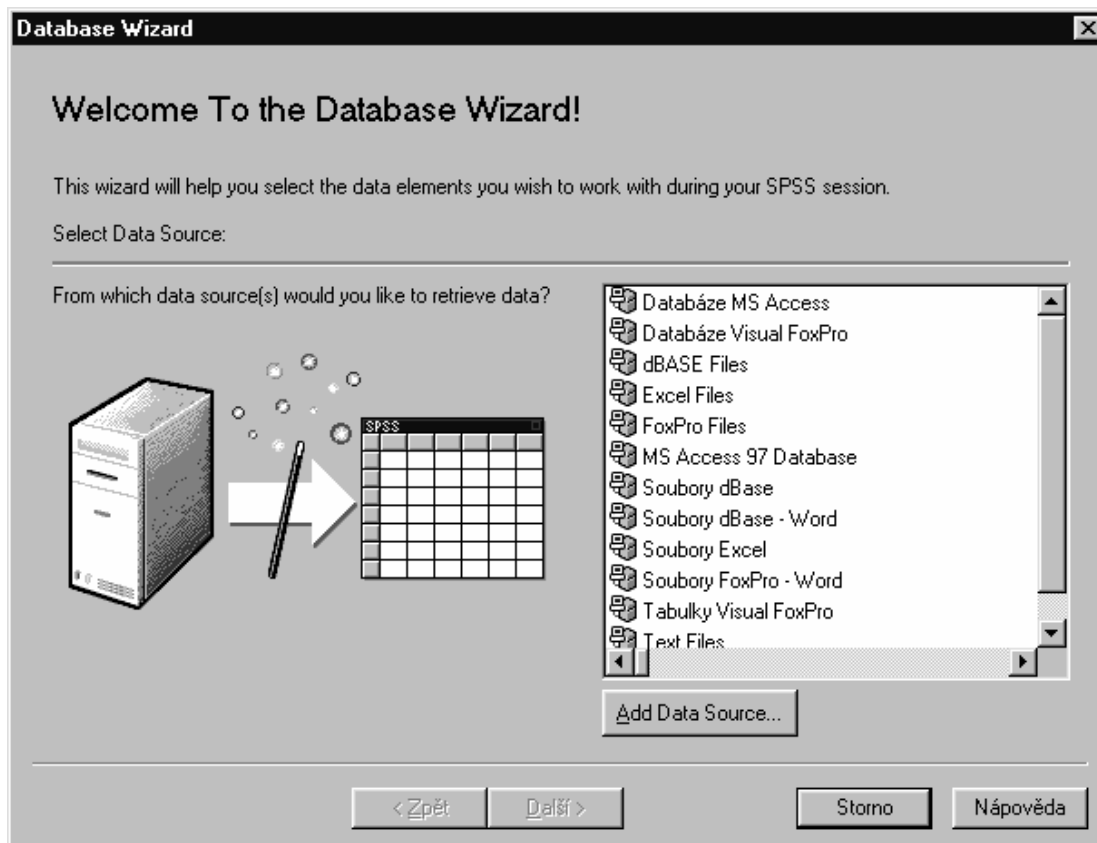 Database Wizard
Welcome To the Database Wizard!
This wizard will help you select the data elements you wish to work with during your SPSS session.
Select Data Source:
From which data source(s) would you like to retrieve data?
SPSS
Databáze MS Access
Databáze Visual FoxPro
dBASE Files
Excel Files
FoxPro Files
MS Access 97 Database
Soubory dBase
Soubory dBase - Word
Soubory Excel
Soubory FoxPro - Word
Tabulky Visual FoxPro
Text Files
Add Data Source...
< Zpět
Další >
Storno
Nápověda